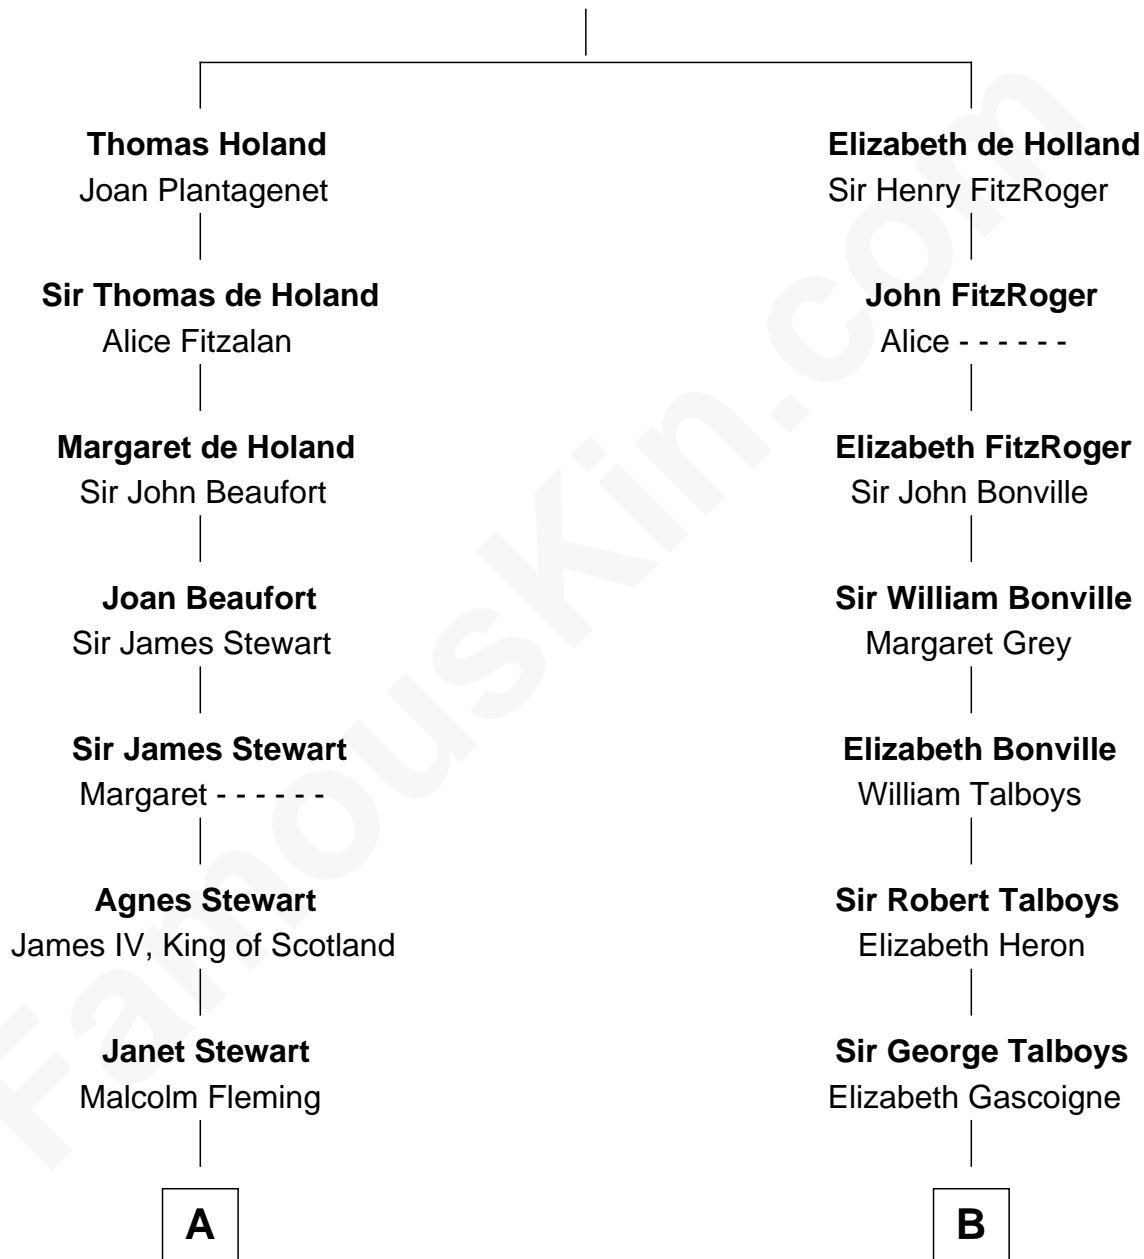 Thomas Holand
Joan Plantagenet
Sir Thomas de Holand
Alice Fitzalan
Margaret de Holand
Sir John Beaufort
Joan Beaufort
Sir James Stewart
Sir James Stewart
Margaret - - - - - -
Agnes Stewart
James IV, King of Scotland
Janet Stewart
Malcolm Fleming
A
Elizabeth de Holland
Sir Henry FitzRoger
John FitzRoger
Alice - - - - - -
Elizabeth FitzRoger
Sir John Bonville
Sir William Bonville
Margaret Grey
Elizabeth Bonville
William Talboys
Sir Robert Talboys
Elizabeth Heron
Sir George Talboys
Elizabeth Gascoigne
B
FamousKin.com